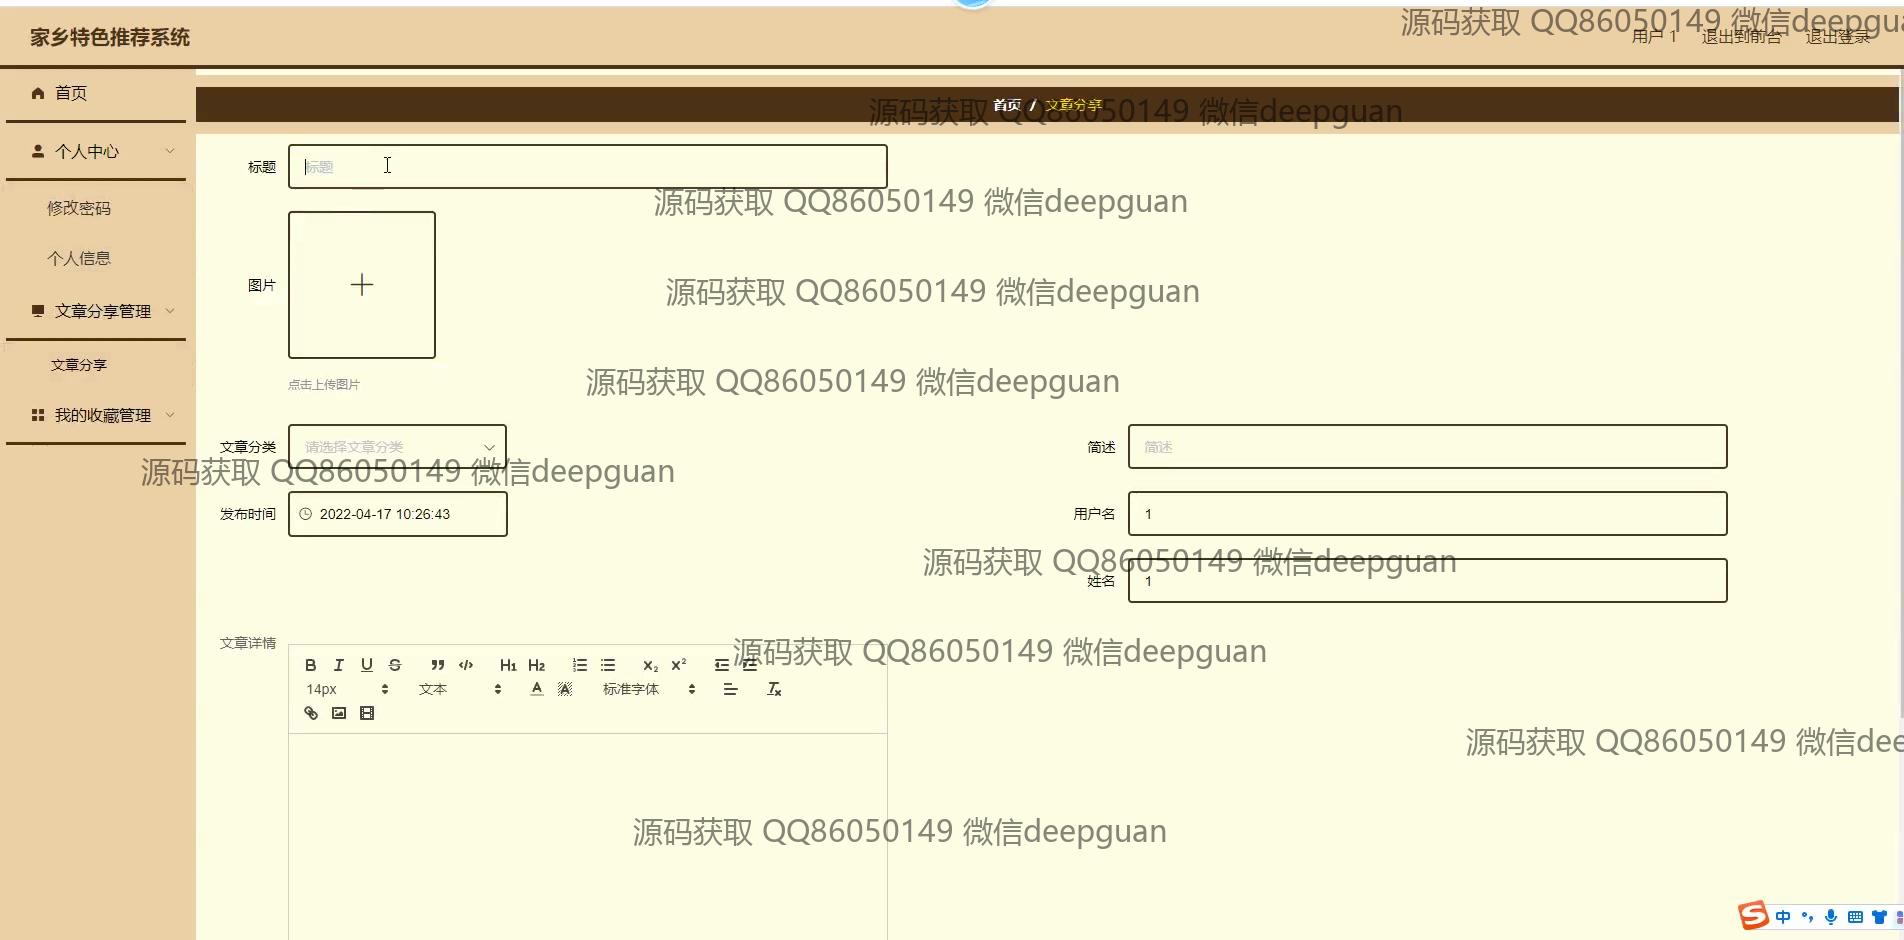 家乡特色推荐系统
源码获取 QQ86050149 微信deepgu
用户 1 退出到前台 退出登录
首页
首页 / 文章分享
源码获取 QQ86050149 微信deepguan
个人中心
标题 标题
修改密码
源码获取 QQ86050149 微信deepguan
个人信息
图片
源码获取 QQ86050149 微信deepguan
文章分享管理
文章分享
点击上传图片
源码获取 QQ86050149 微信deepguan
我的收藏管理
文章分类 请选择文章分类
简述 简述
源码获取 QQ86050149 微信deepguan
发布时间 2022-04-17 10:26:43
用户名 1
源码获取 QQ86050149 微信deepguan
姓名 1
文章详情
源码获取 QQ86050149 微信deepguan
B I U S H1 H2 X2 X2
14px 文本 A A 标准字体 Tx
源码获取 QQ86050149 微信dee
源码获取 QQ86050149 微信deepguan
S 中